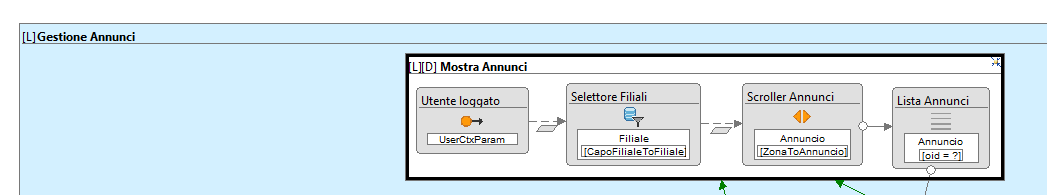 [L]Gestione Annunci
[L][D] Mostra Annunci
Utente loggato
UserCtxParam
Selettore Filiali
Filiale
[CapoFilialeToFiliale]
Scroller Annunci
Annuncio
[ZonaToAnnuncio]
Lista Annunci
Annuncio
[oid = ?]